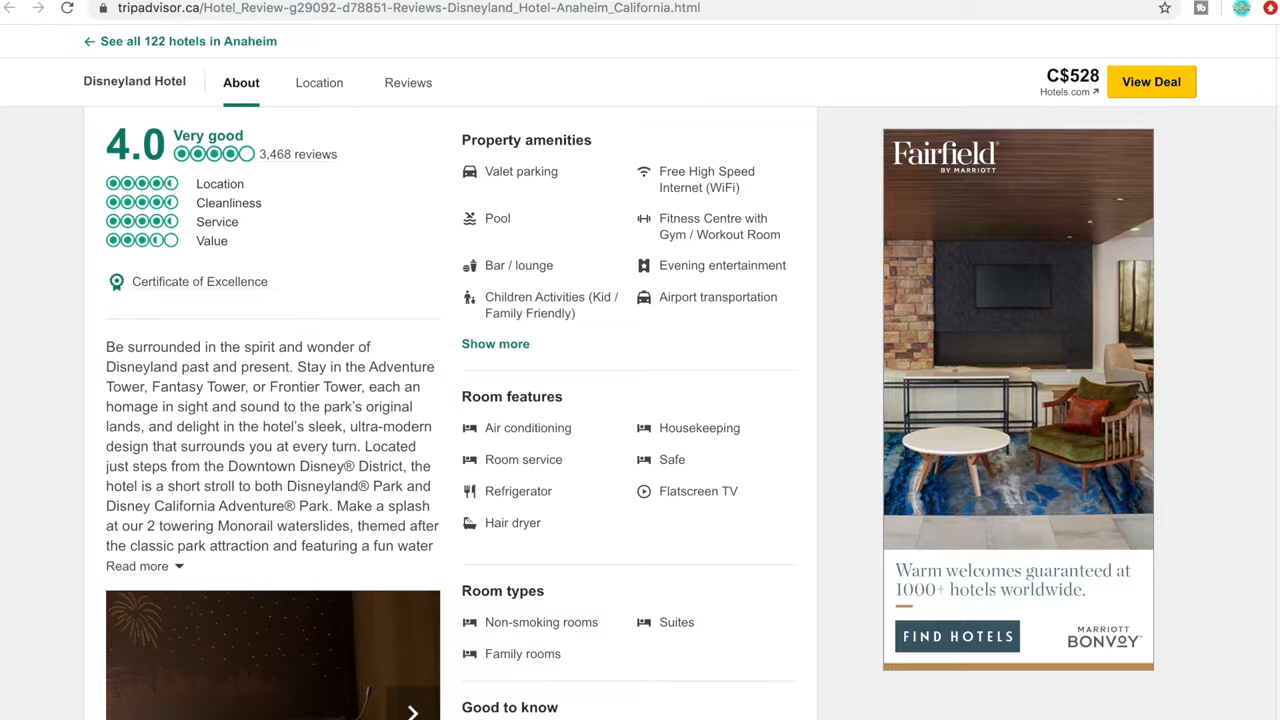 tripadvisor.ca/Hotel_Review-g29092-d78851-Reviews-Disneyland_Hotel-Anaheim_California.html
← See all 122 hotels in Anaheim
Disneyland Hotel
About
Location
Reviews
C$528
Hotels.com
View Deal
4.0
Very good
3,468 reviews
Location
Cleanliness
Service
Value
Certificate of Excellence
Be surrounded in the spirit and wonder of
Disneyland past and present. Stay in the Adventure
Tower, Fantasy Tower, or Frontier Tower, each an
homage in sight and sound to the park’s original
lands, and delight in the hotel’s sleek, ultra-modern
design that surrounds you at every turn. Located
just steps from the Downtown Disney® District, the
hotel is a short stroll to both Disneyland® Park and
Disney California Adventure® Park. Make a splash
at our 2 towering Monorail waterslides, themed after
the classic park attraction and featuring a fun water
Read more
Property amenities
Valet parking
Free High Speed
Internet (WiFi)
Pool
Fitness Centre with
Gym / Workout Room
Bar / lounge
Evening entertainment
Children Activities (Kid /
Family Friendly)
Airport transportation
Show more
Room features
Air conditioning
Housekeeping
Room service
Safe
Refrigerator
Flatscreen TV
Hair dryer
Room types
Non-smoking rooms
Suites
Family rooms
Good to know
Fairfield®
BY MARRIOTT
Warm welcomes guaranteed at
1000+ hotels worldwide.
FIND HOTELS
MARRIOTT
BONVOY™